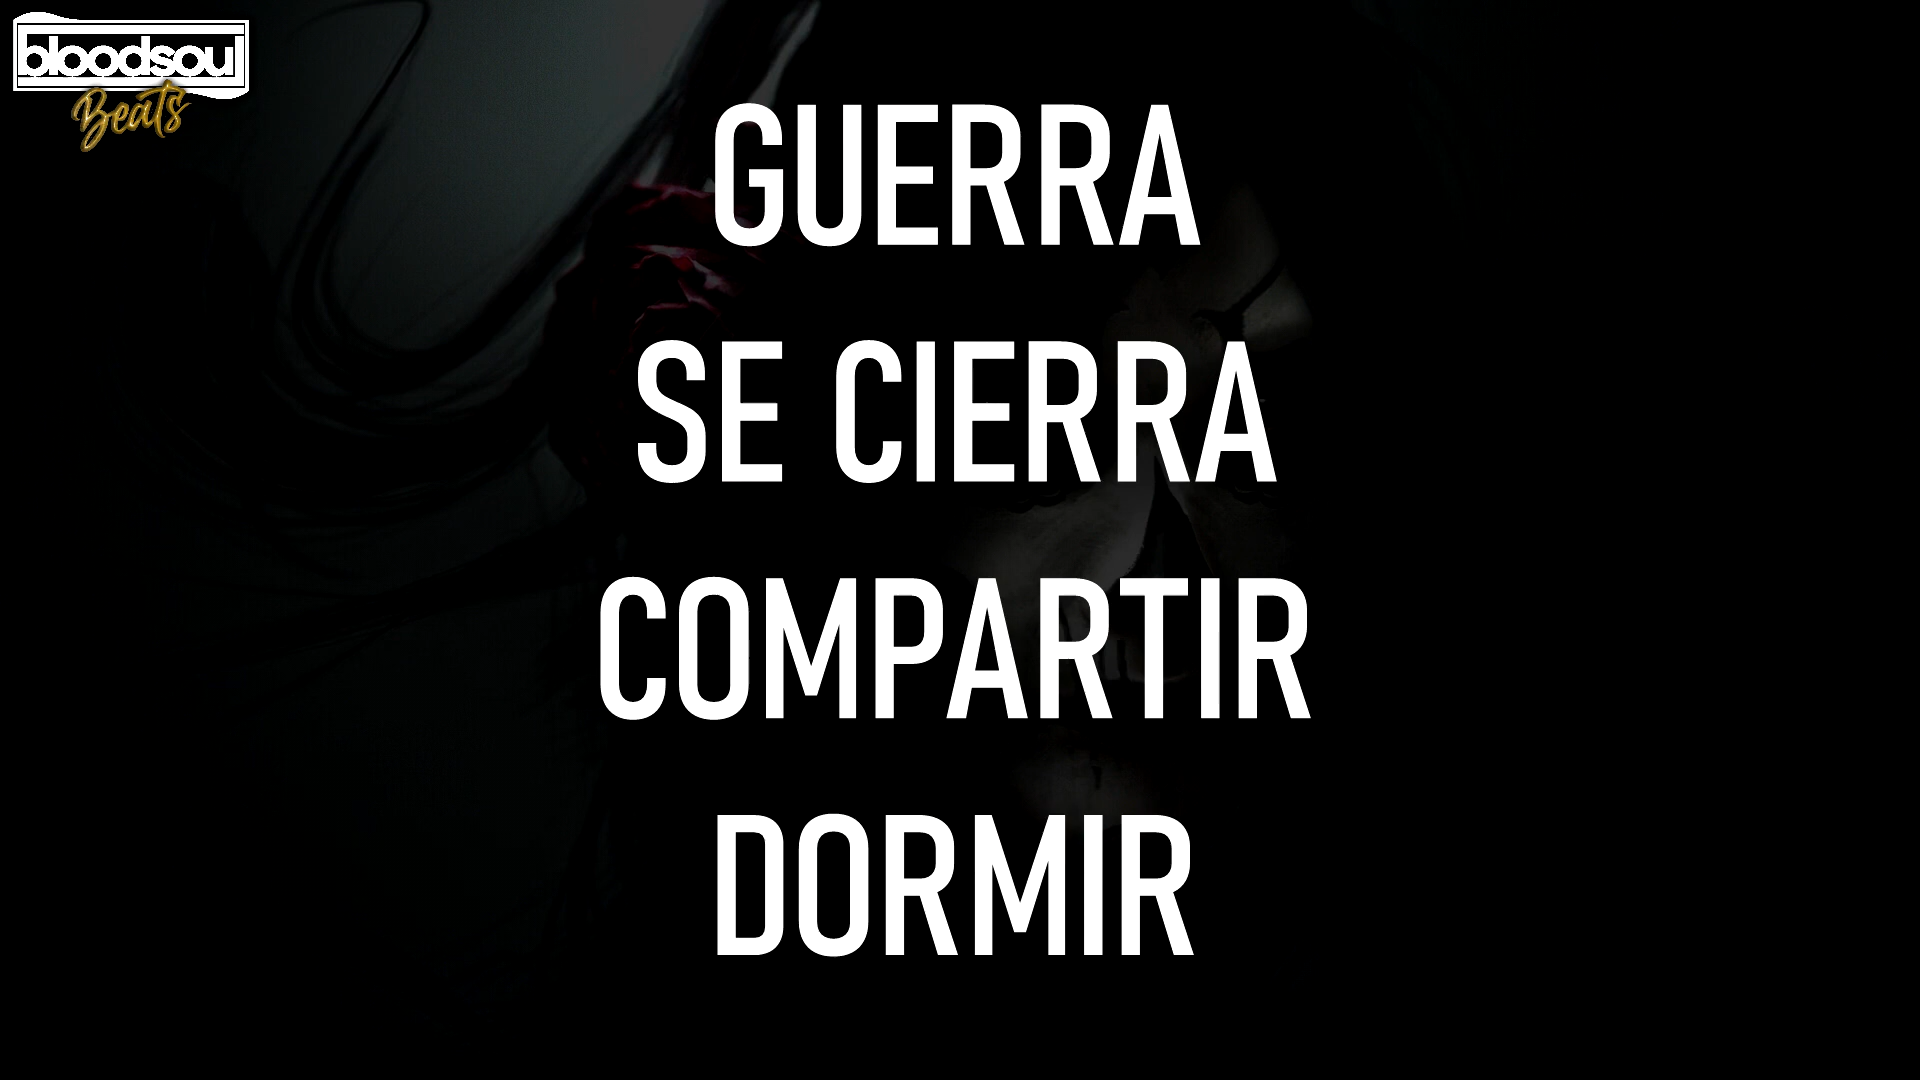 bloodsoul
Beats
GUERRA
SE CIERRA
COMPARTIR
DORMIR